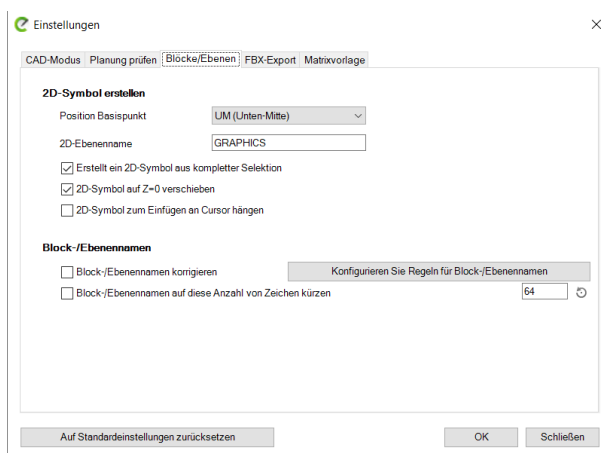 Einstellungen
CAD-Modus Planung prüfen Blöcke/Ebenen FBX-Export Matrixvorlage
2D-Symbol erstellen
Position Basispunkt UM (Unten-Mitte)
2D-Ebenenname GRAPHICS
Erstellt ein 2D-Symbol aus kompletter Selektion
2D-Symbol auf Z=0 verschieben
2D-Symbol zum Einfügen an Cursor hängen
Block-/Ebenennamen
Block-/Ebenennamen korrigieren Konfigurieren Sie Regeln für Block-/Ebenennamen
Block-/Ebenennamen auf diese Anzahl von Zeichen kürzen 64
Auf Standardeinstellungen zurücksetzen OK Schließen